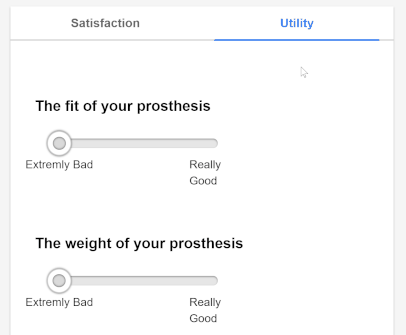 Satisfaction Utility
The fit of your prosthesis
Extremly Bad Really
Good
The weight of your prosthesis
Extremly Bad Really
Good